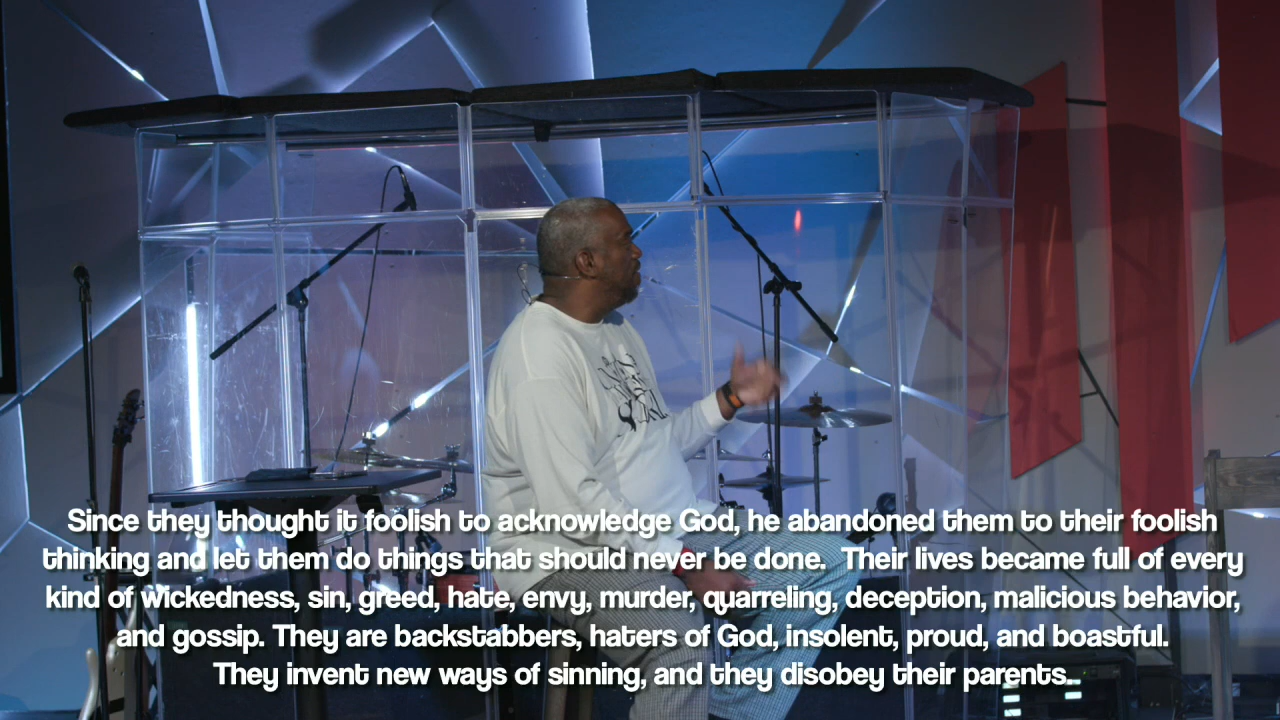 Since they thought it foolish to acknowledge God, he abandoned them to their foolish
thinking and let them do things that should never be done.  Their lives became full of every
kind of wickedness, sin, greed, hate, envy, murder, quarreling, deception, malicious behavior,
and gossip. They are backstabbers, haters of God, insolent, proud, and boastful.
They invent new ways of sinning, and they disobey their parents..